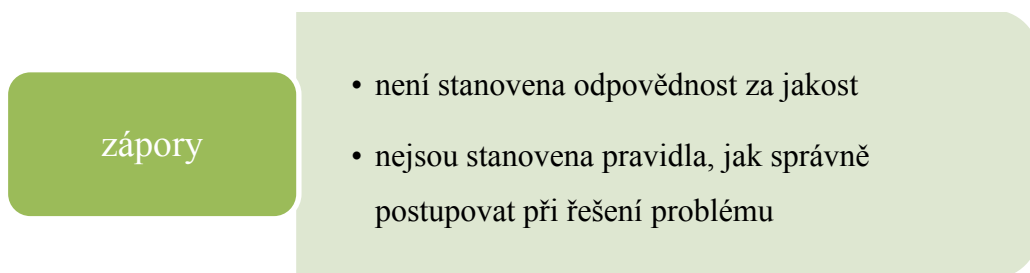 zápory
• není stanovena odpovědnost za jakost
• nejsou stanovena pravidla, jak správně
postupovat při řešení problému